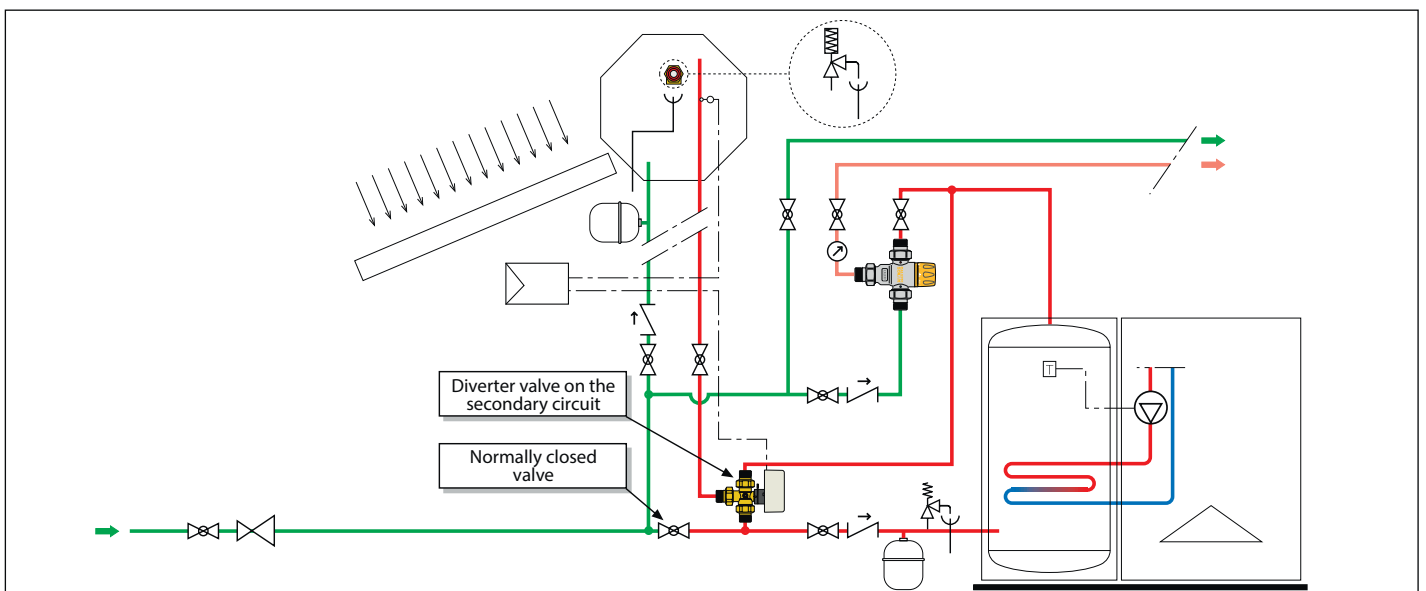 Diverter valve on the
secondary circuit
Normally closed
valve
T